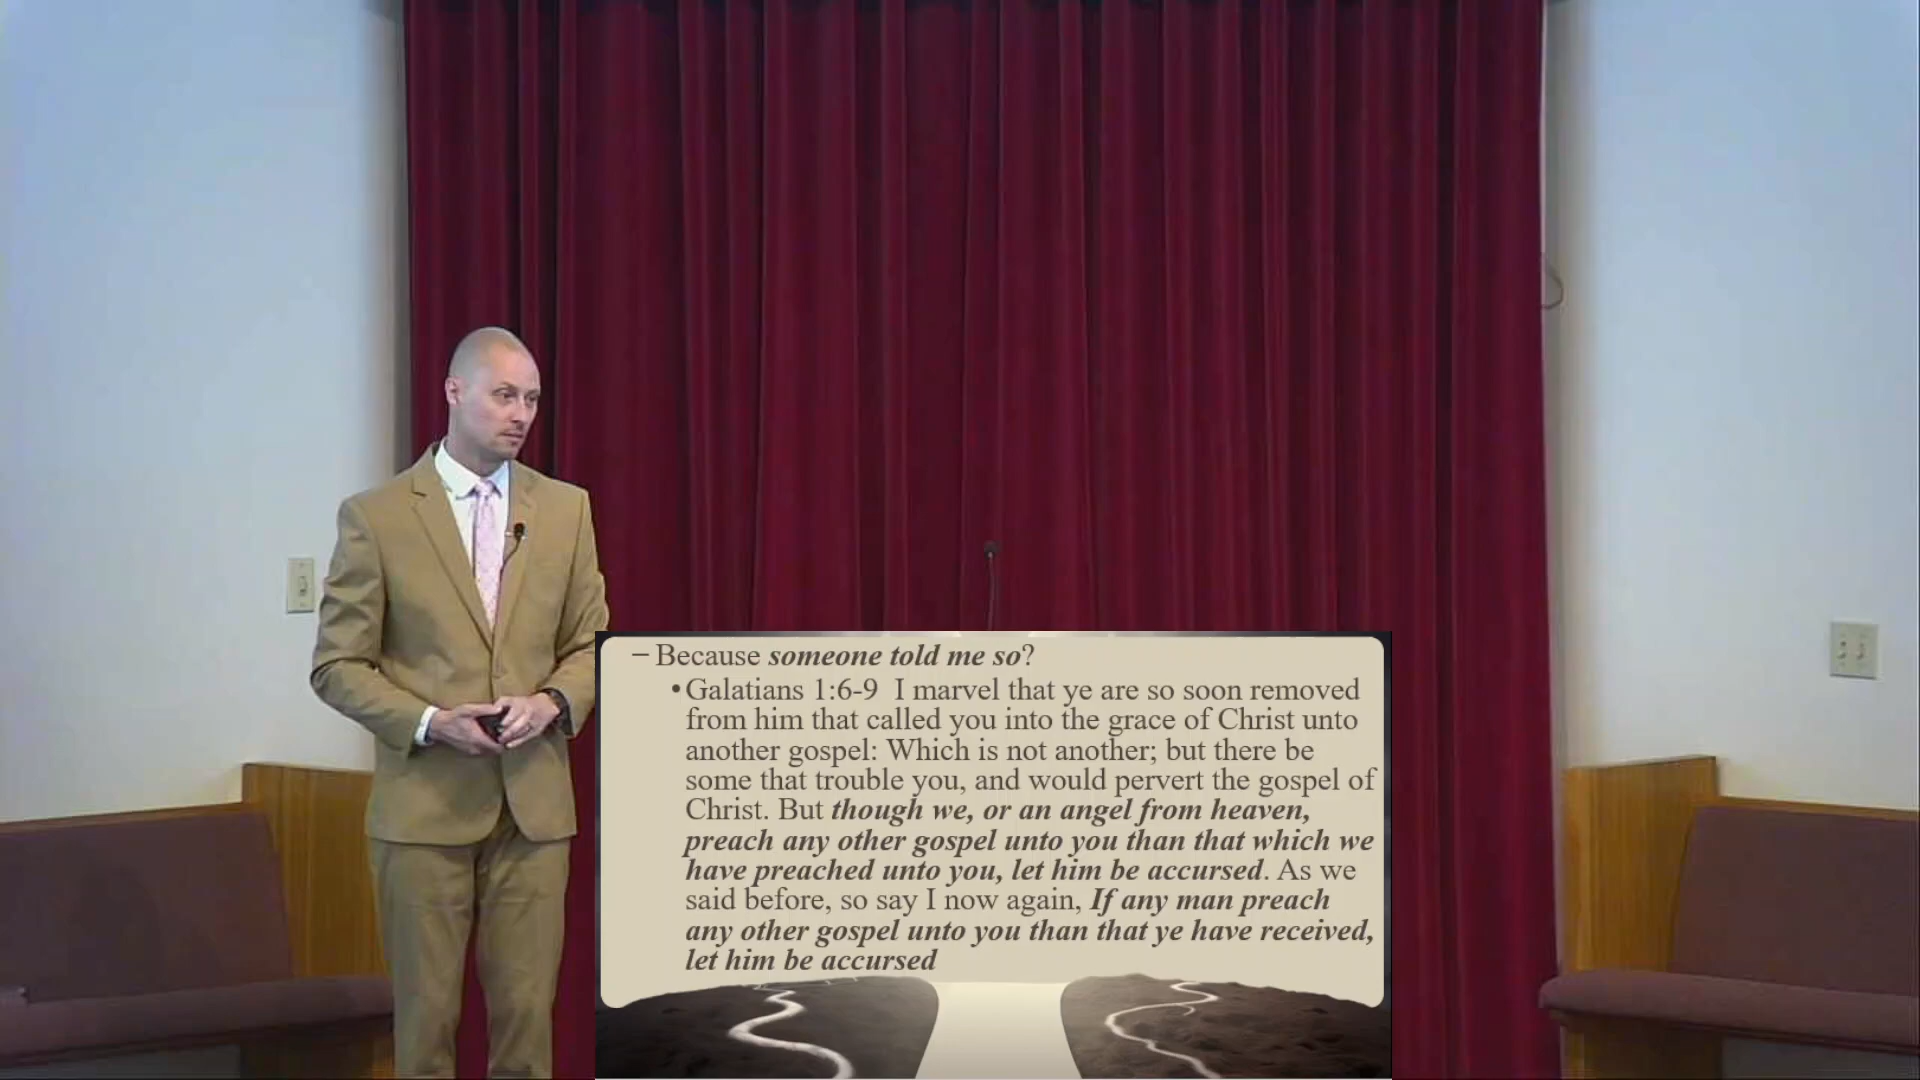 – Because someone told me so?
•Galatians 1:6-9  I marvel that ye are so soon removed
from him that called you into the grace of Christ unto
another gospel: Which is not another; but there be
some that trouble you, and would pervert the gospel of
Christ. But though we, or an angel from heaven,
preach any other gospel unto you than that which we
have preached unto you, let him be accursed. As we
said before, so say I now again, If any man preach
any other gospel unto you than that ye have received,
let him be accursed